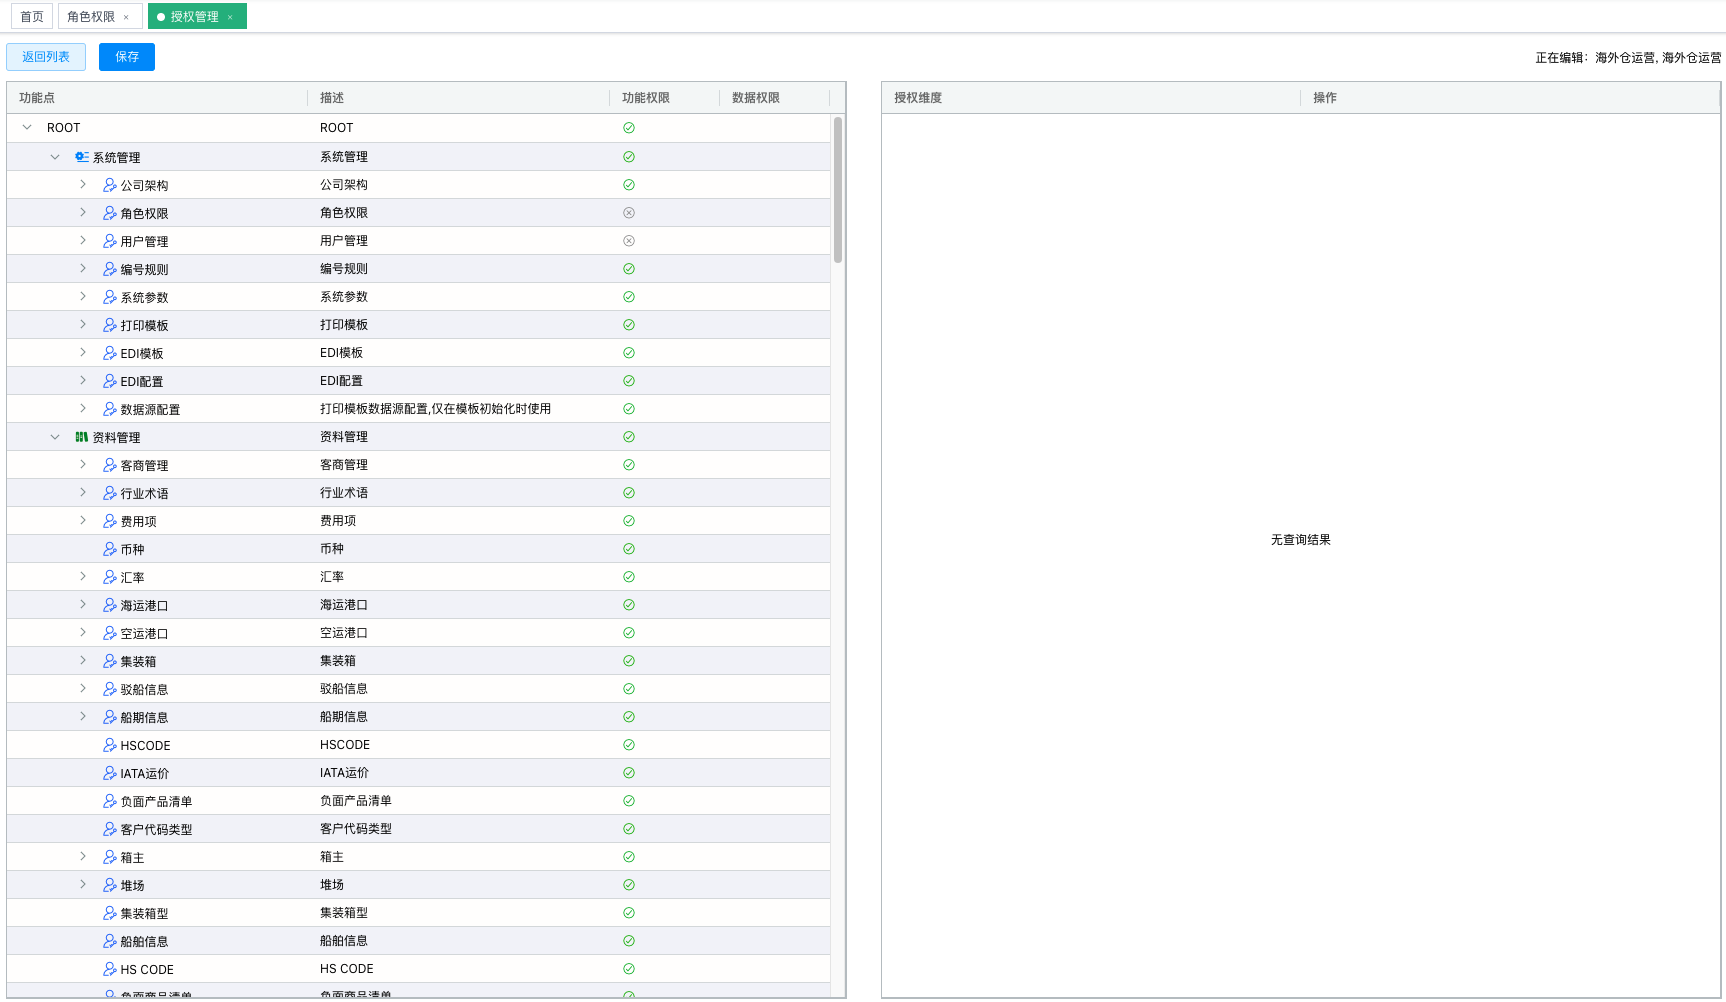 首页 角色权限 × 授权管理 ×
返回列表 保存 正在编辑：海外仓运营, 海外仓运营
功能点 描述 功能权限 数据权限 授权维度 操作
ROOT ROOT
系统管理 系统管理
公司架构 公司架构
角色权限 角色权限
用户管理 用户管理
编号规则 编号规则
系统参数 系统参数
打印模板 打印模板
EDI模板 EDI模板
EDI配置 EDI配置
数据源配置 打印模板数据源配置,仅在模板初始化时使用
资料管理 资料管理
客商管理 客商管理
行业术语 行业术语
费用项 费用项
无查询结果
币种 币种
汇率 汇率
海运港口 海运港口
空运港口 空运港口
集装箱 集装箱
驳船信息 驳船信息
船期信息 船期信息
HSCODE HSCODE
IATA运价 IATA运价
负面产品清单 负面产品清单
客户代码类型 客户代码类型
箱主 箱主
堆场 堆场
集装箱型 集装箱型
船舶信息 船舶信息
HS CODE HS CODE
负面商品清单 负面商品清单